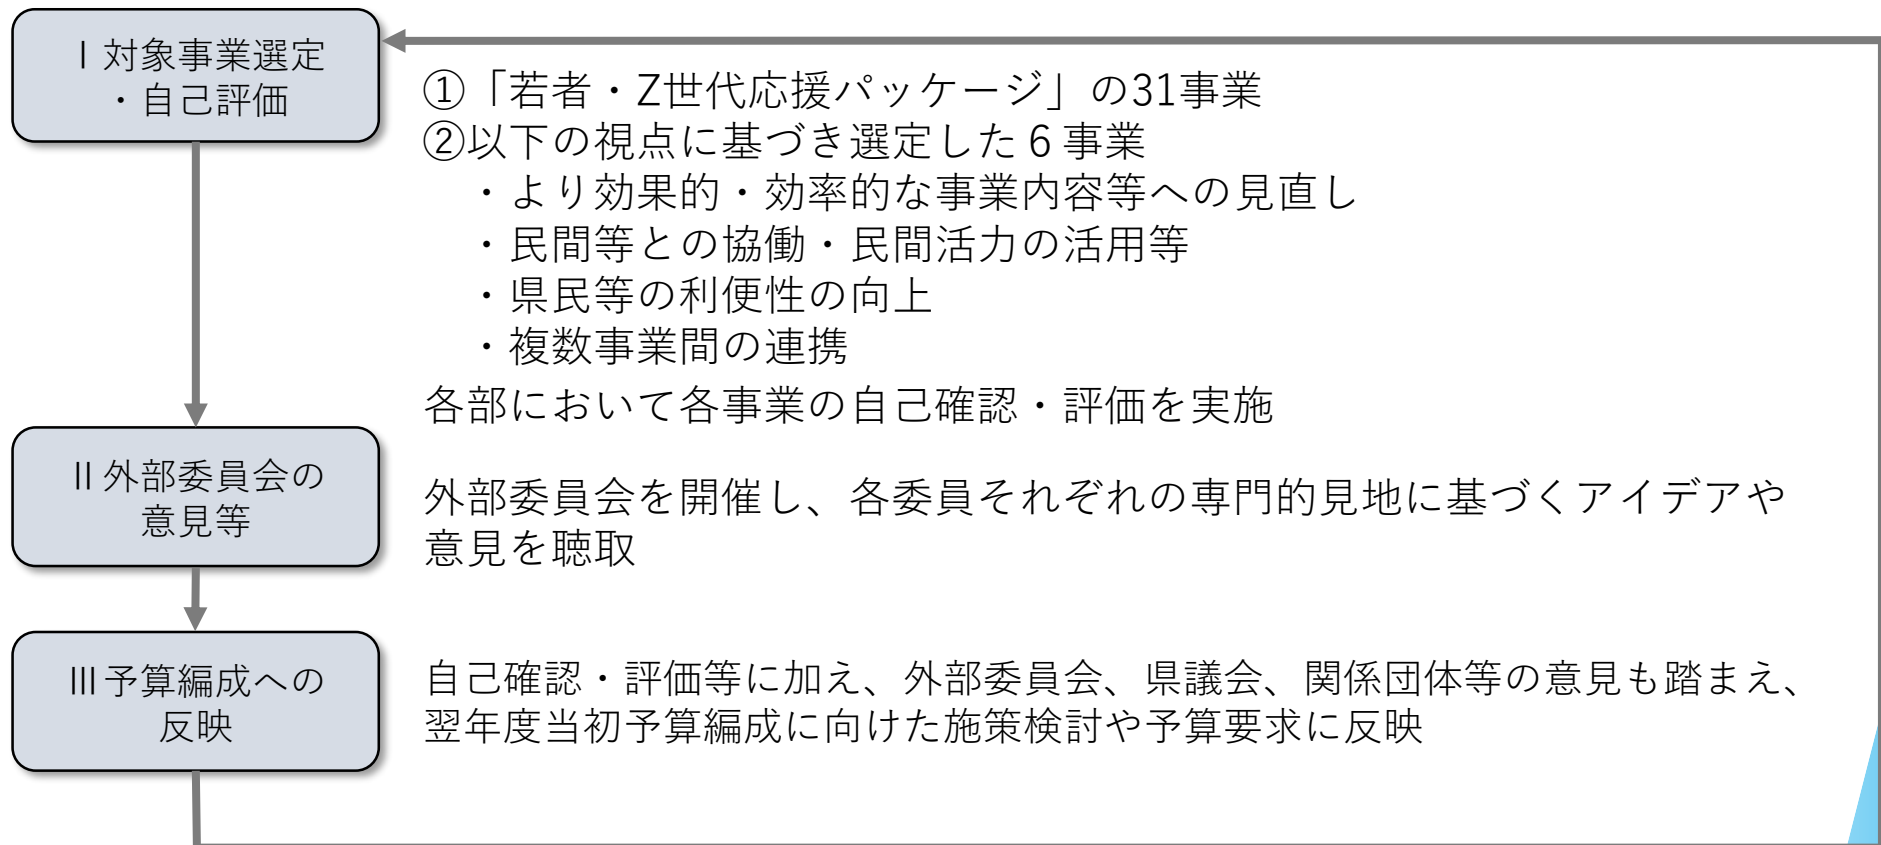 Ⅰ対象事業選定
・自己評価
①「若者・Z世代応援パッケージ」の31事業
②以下の視点に基づき選定した６事業
・より効果的・効率的な事業内容等への見直し
・民間等との協働・民間活力の活用等
・県民等の利便性の向上
・複数事業間の連携
各部において各事業の自己確認・評価を実施
Ⅱ外部委員会の
意見等
外部委員会を開催し、各委員それぞれの専門的見地に基づくアイデアや
意見を聴取
Ⅲ予算編成への
反映
自己確認・評価等に加え、外部委員会、県議会、関係団体等の意見も踏まえ、
翌年度当初予算編成に向けた施策検討や予算要求に反映